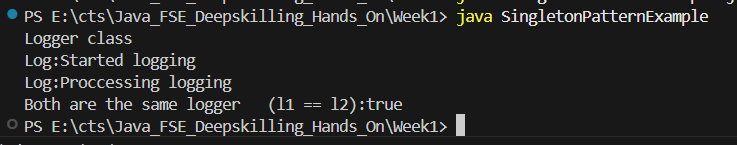 PS E:\cts\Java_FSE_Deepskilling_Hands_On\Week1> java SingletonPatternExample
Logger class
Log:Started logging
Log:Proccessing logging
Both are the same logger   (l1 == l2):true
PS E:\cts\Java_FSE_Deepskilling_Hands_On\Week1>